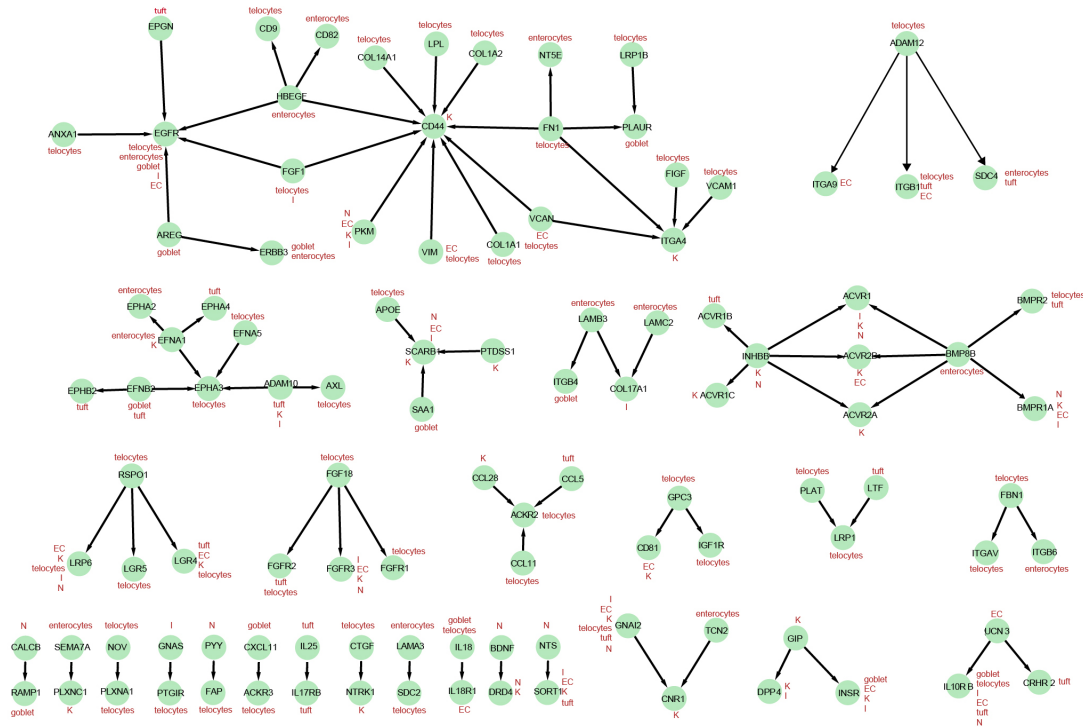 tuft
EPGN
telocytes
CD9
enterocytes
CD82
telocytes
COL14A1
telocytes
LPL
telocytes
COL1A2
enterocytes
NT5E
telocytes
LRP1B
telocytes
ADAM12
HBEGF
enterocytes
ANXA1
telocytes
EGFR
telocytes
enterocytes
goblet
I
EC
K
CD44
FN1
telocytes
PLAUR
goblet
FGF1
telocytes
I
FIGF
telocytes
VCAM1
telocytes
ITGA9
EC
ITGB1
telocytes
tuft
EC
SDC4
enterocytes
tuft
AREG
goblet
ERBB3
goblet
enterocytes
N
EC
K
I
PKM
VIM
EC
telocytes
COL1A1
telocytes
VCAN
EC
telocytes
ITGA4
K
enterocytes
EPHA2
tuft
EPHA4
enterocytes
K
EFNA1
telocytes
EFNA5
EPHB2
tuft
EFNB2
goblet
tuft
EPHA3
telocytes
ADAM10
tuft
K
I
AXL
telocytes
telocytes
APOE
N
EC
I
SCARB1
K
PTDSS1
K
SAA1
goblet
enterocytes
LAMB3
enterocytes
LAMC2
ITGB4
goblet
COL17A1
I
tuft
ACVR1B
ACVR1
I
K
N
BMPR2
telocytes
tuft
INHBB
K
N
ACVR2B
K
EC
BMP8B
enterocytes
K
ACVR1C
ACVR2A
K
BMPR1A
N
K
EC
I
telocytes
RSPO1
EC
K
telocytes
I
N
LRP6
LGR5
telocytes
LGR4
tuft
EC
K
telocytes
telocytes
FGF18
FGFR2
tuft
telocytes
FGFR3
I
EC
K
N
telocytes
FGFR1
K
CCL28
tuft
CCL5
ACKR2
telocytes
CCL11
telocytes
telocytes
GPC3
CD81
EC
K
IGF1R
telocytes
telocytes
PLAT
tuft
LTF
LRP1
telocytes
telocytes
FBN1
ITGAV
telocytes
ITGB6
enterocytes
N
CALCB
RAMP1
goblet
enterocytes
SEMA7A
PLXNC1
K
telocytes
NOV
PLXNA1
telocytes
I
GNAS
PTGIR
telocytes
N
PYY
FAP
telocytes
goblet
CXCL11
ACKR3
telocytes
tuft
IL25
IL17RB
tuft
telocytes
CTGF
NTRK1
K
enterocytes
LAMA3
SDC2
telocytes
goblet
telocytes
IL18
IL18R1
EC
N
BDNF
DRD4
N
K
N
NTS
SORT1
I
EC
K
tuft
I
EC
K
telocytes
tuft
N
GNAI2
enterocytes
TCN2
CNR1
K
K
GIP
DPP4
K
I
INSR
goblet
EC
K
I
EC
UCN3
IL10RB
goblet
telocytes
I
EC
tuft
N
CRHR2
tuft